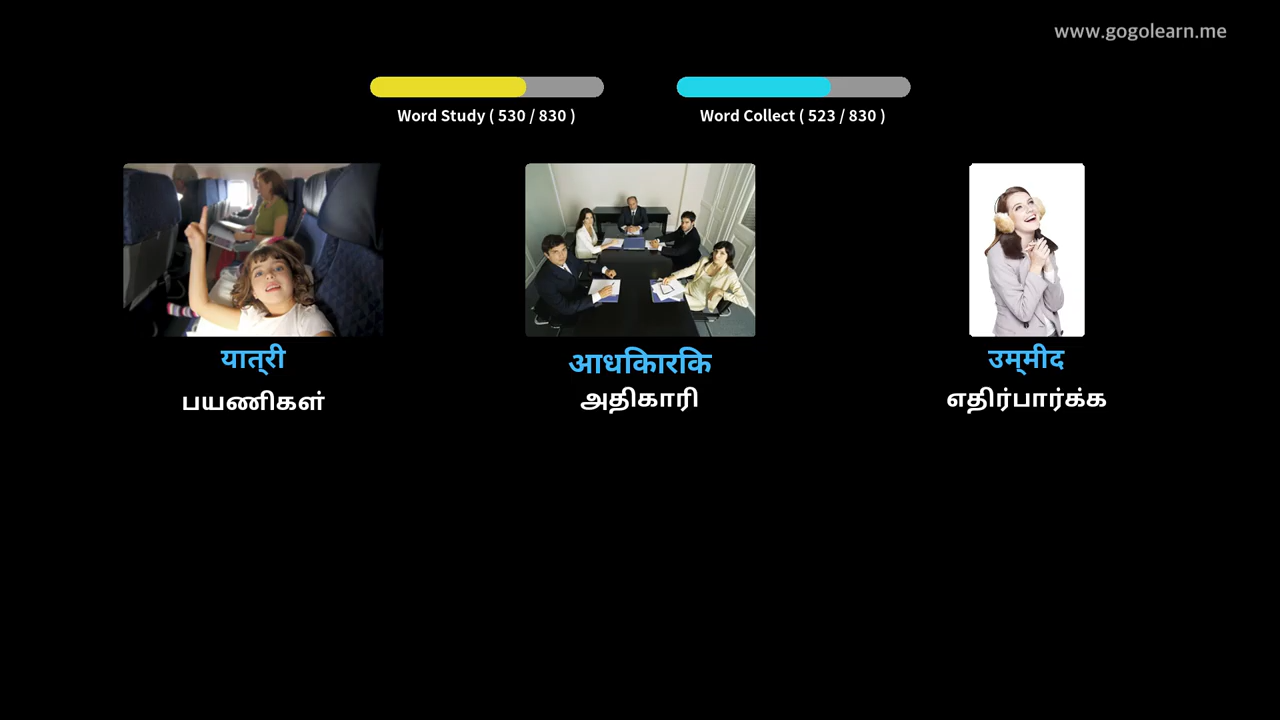 www.gogolearn.me
Word Study ( 530 / 830 )
Word Collect ( 523 / 830 )
यात्री
आधिकारिक
उम्मीद
பயணிகள்
அதிகாரி
எதிர்பார்க்க